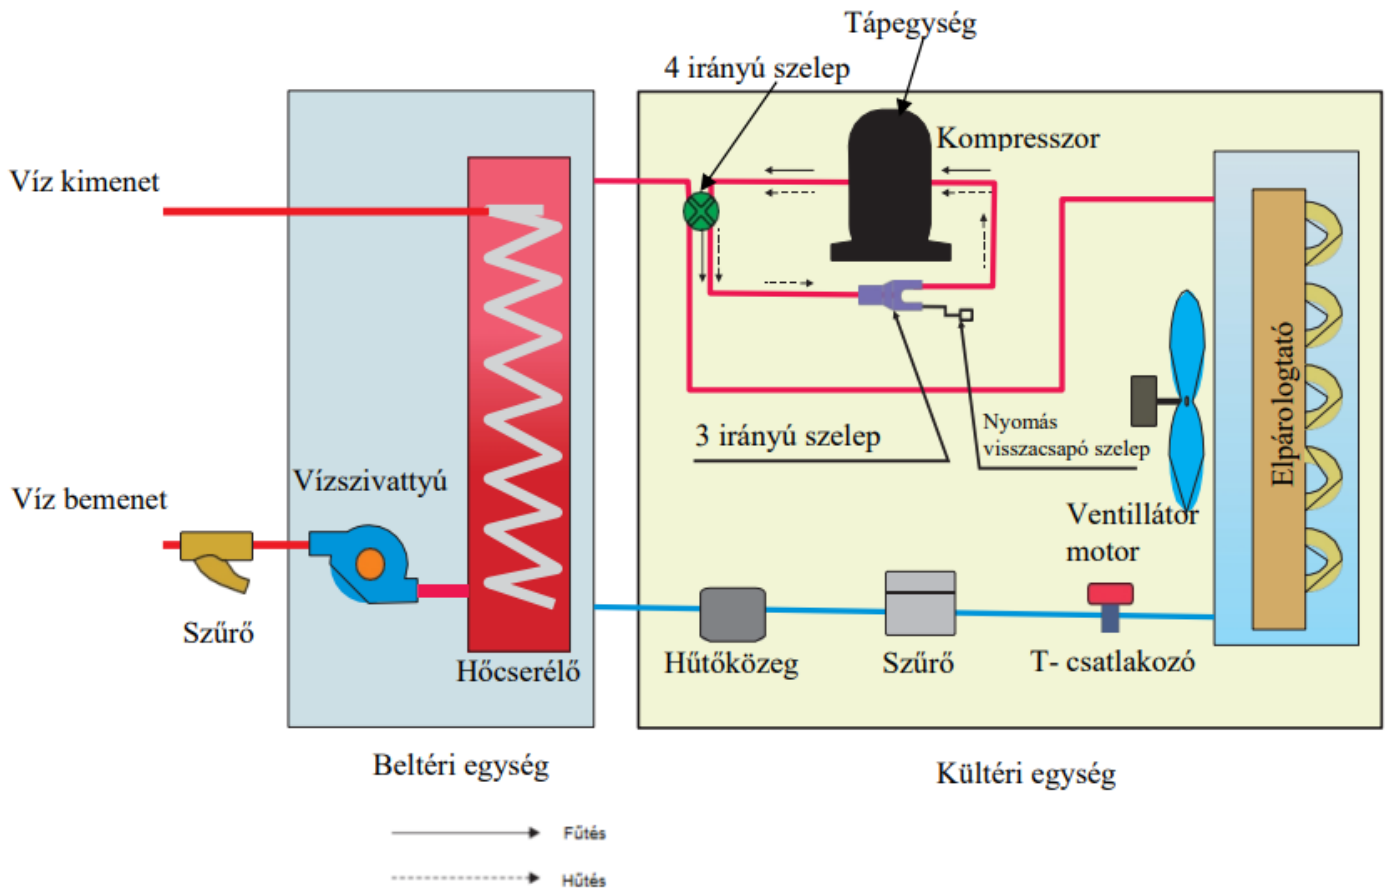 Tápegység
4 irányú szelep
Kompresszor
Víz kimenet
Elpárologtató
3 irányú szelep
Nyomás
visszacsapó szelep
Vízszivattyú
Víz bemenet
Ventillátor
motor
Szűrő
Hőcserélő
Hűtőközeg
Szűrő
T- csatlakozó
Beltéri egység
Kültéri egység
Fűtés
Hűtés